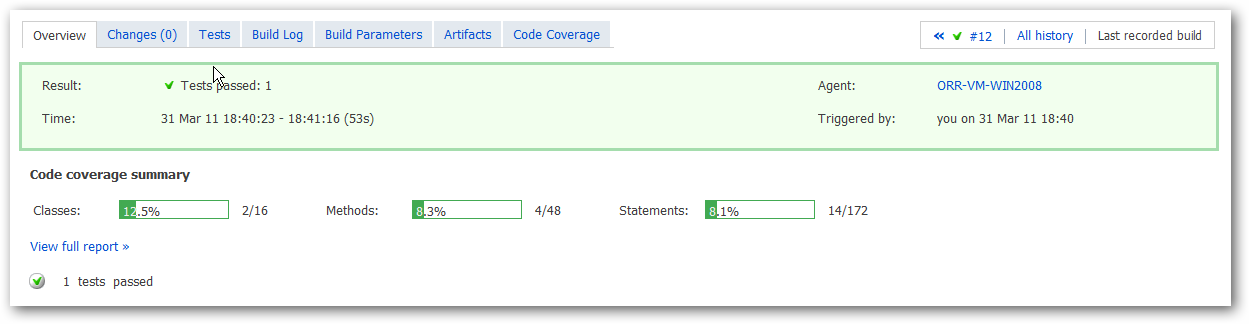 Overview Changes (0) Tests Build Log Build Parameters Artifacts Code Coverage « #12 All history Last recorded build
Result: Tests passed: 1 Agent: ORR-VM-WIN2008
Time: 31 Mar 11 18:40:23 - 18:41:16 (53s) Triggered by: you on 31 Mar 11 18:40
Code coverage summary
Classes: 12.5% 2/16 Methods: 8.3% 4/48 Statements: 8.1% 14/172
View full report »
1 tests passed